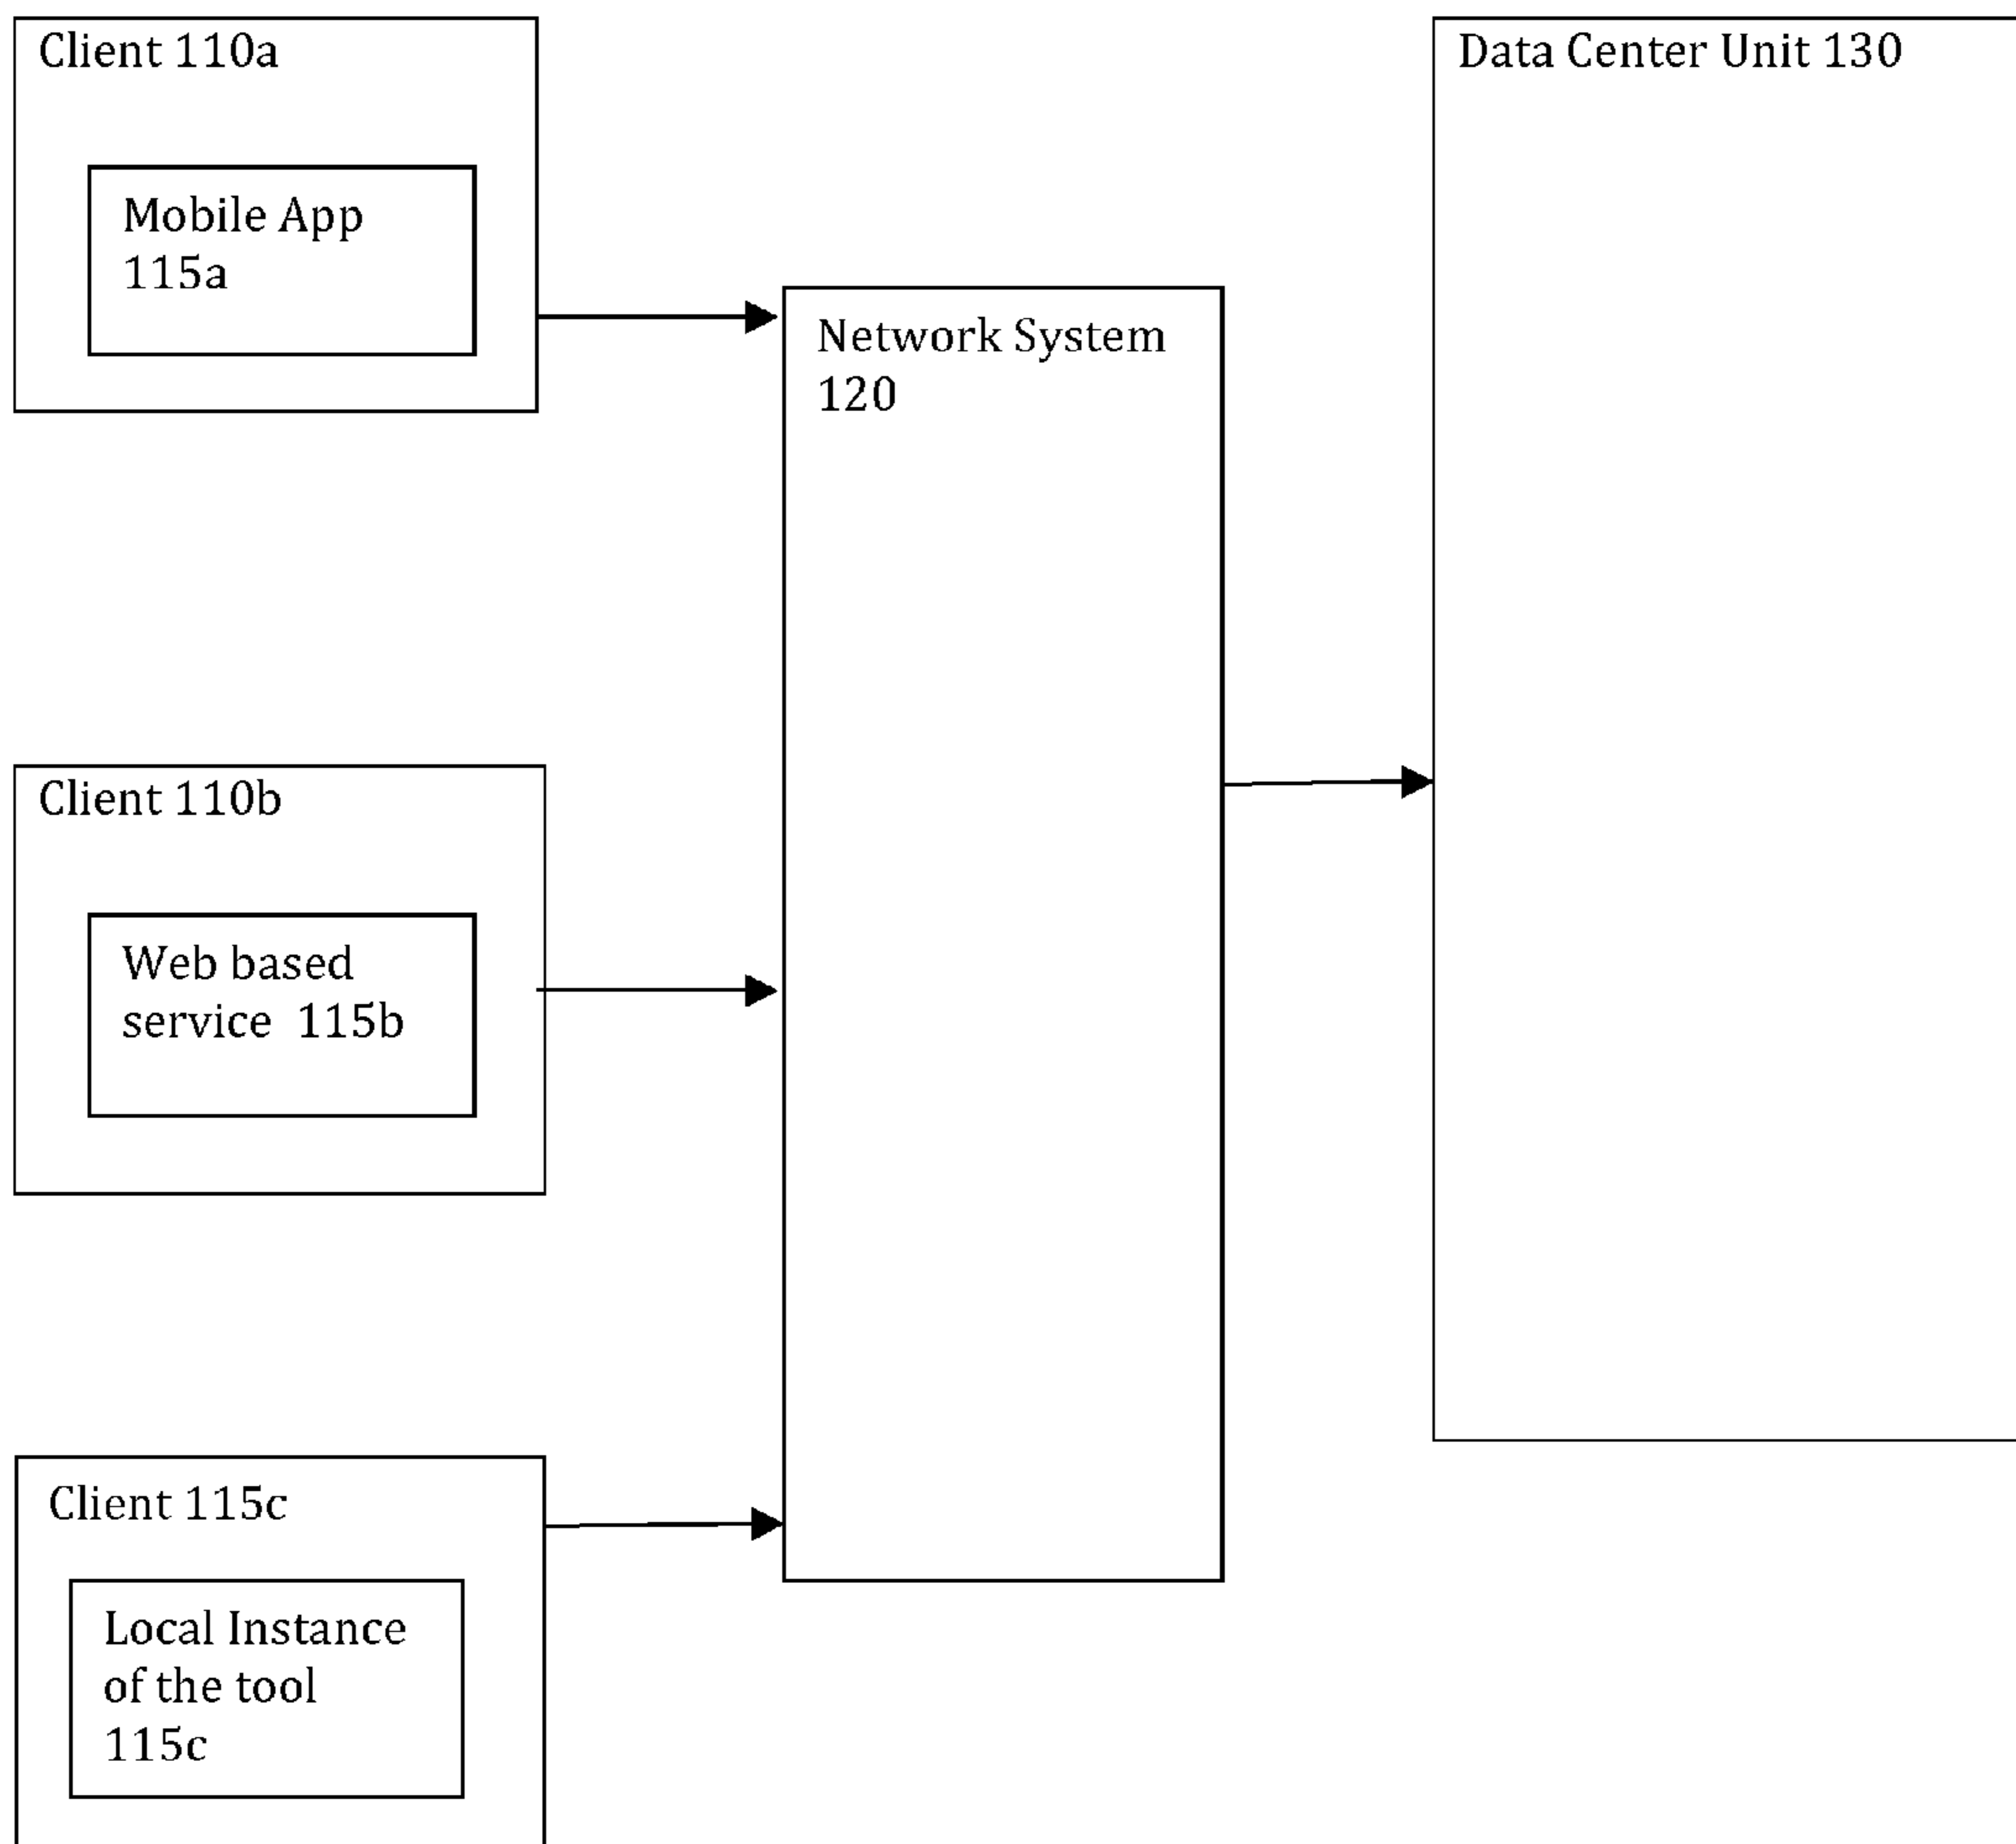 Client 110a
Mobile App
115a
Network System
120
Data Center Unit 130
Client 110b
Web based
service  115b
Client 115c
Local Instance
of the tool
115c